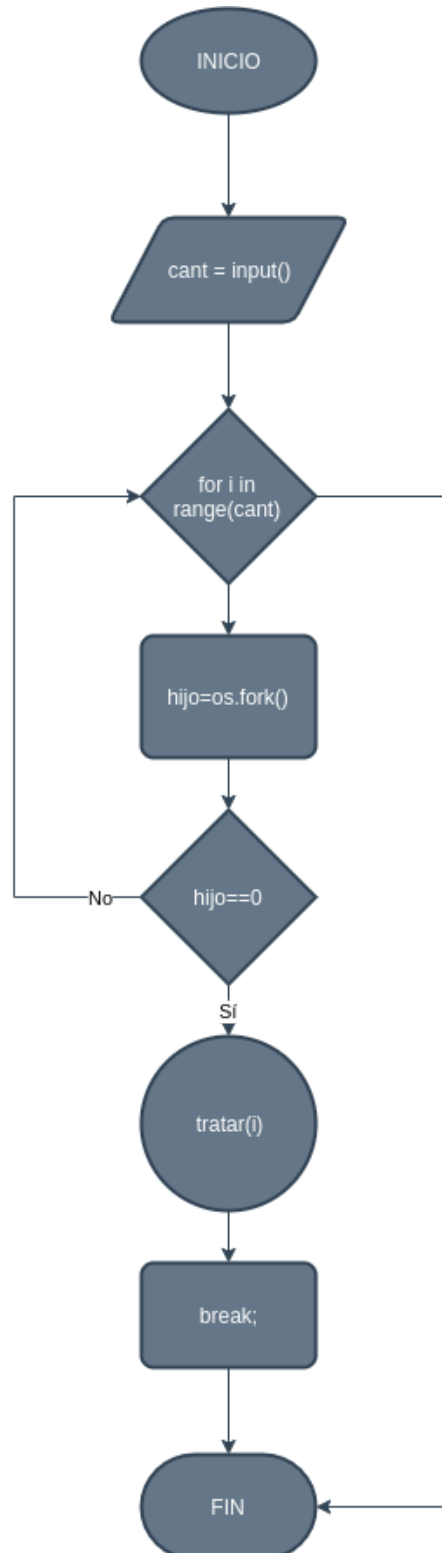 INICIO
cant = input()
for i in
range(cant)
hijo=os.fork()
hijo==0
No
Sí
tratar(i)
break;
FIN